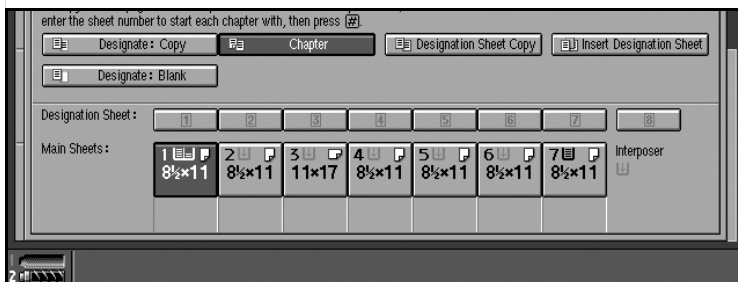 enter the sheet number to start each chapter with, then press #.
Designate: Copy Chapter Designation Sheet Copy Insert Designation Sheet
Designate: Blank
Designation Sheet: 1 2 3 4 5 6 7 8
Main Sheets: Interposer
1 2 3 4 5 6 7
8½×11 8½×11 11×17 8½×11 8½×11 8½×11 8½×11
1
2